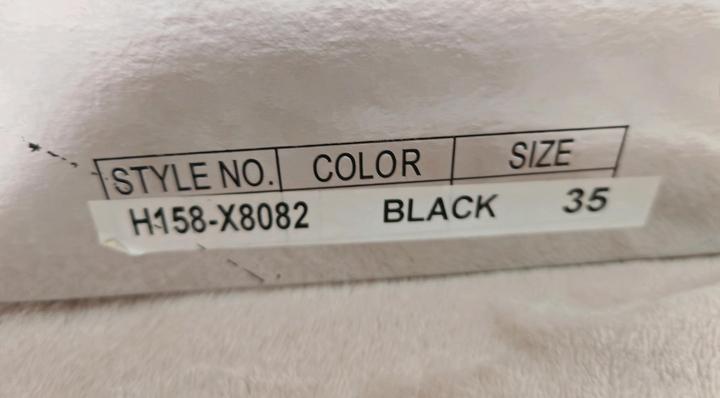 STYLE NO. COLOR SIZE
H158-X8082 BLACK 35